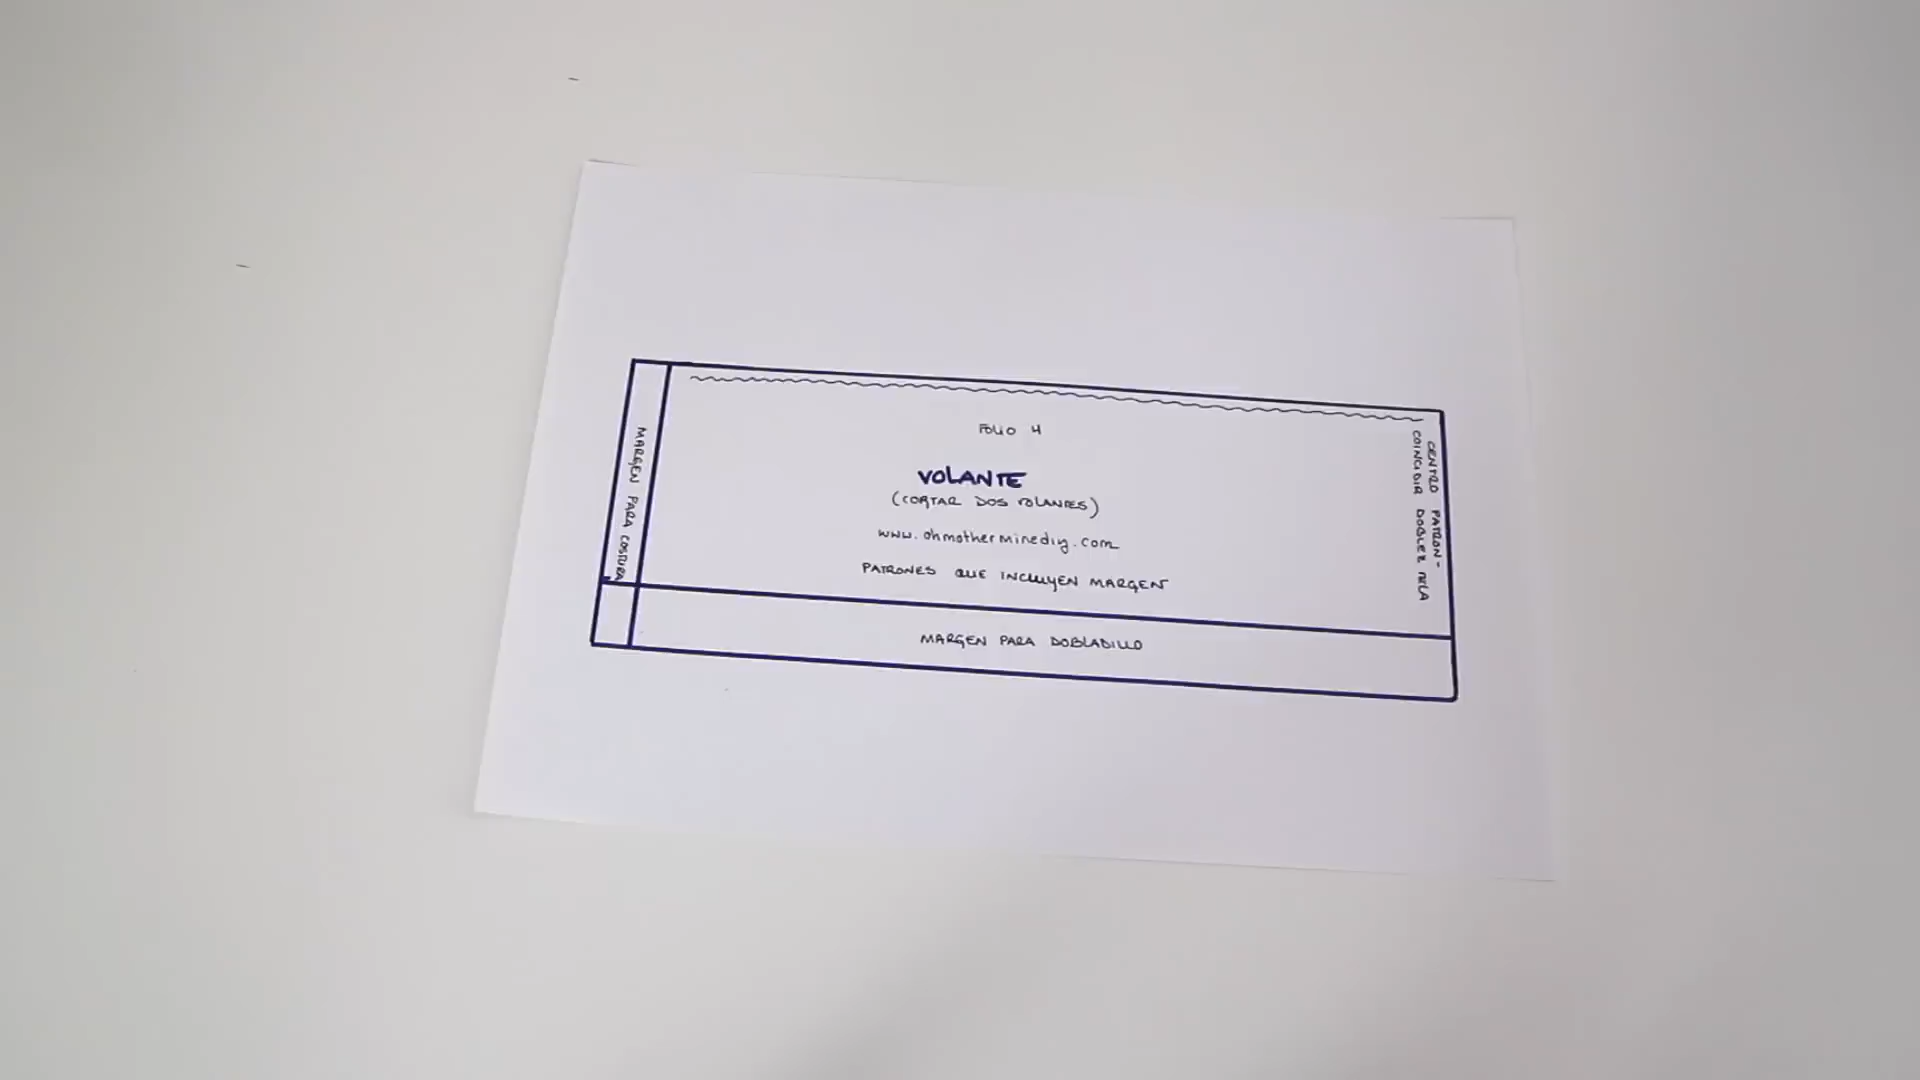 FOLIO 4
VOLANTE
(CORTAR DOS VOLANTES)
www.ohmotherminediy.com
PATRONES QUE INCLUYEN MARGEN
MARGEN PARA DOBLADILLO
MARGEN PARA COSTURA
CENTRO PATRON -
COINCIDIR DOBLEZ TELA